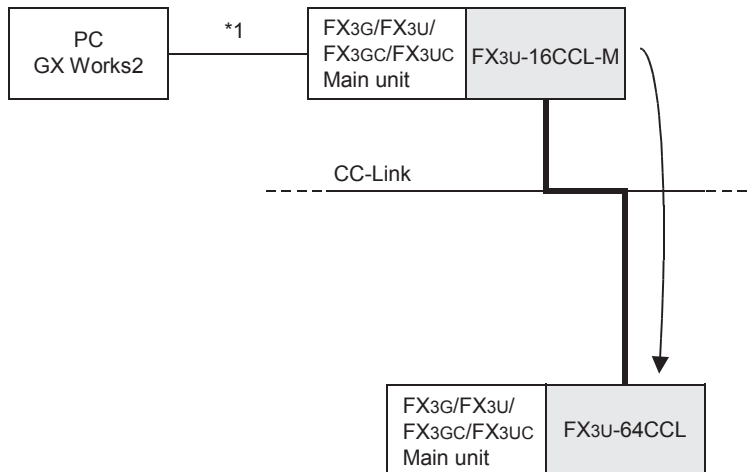 PC
GX Works2
*1
FX3G/FX3U/
FX3GC/FX3UC
Main unit
FX3U-16CCL-M
CC-Link
FX3G/FX3U/
FX3GC/FX3UC
Main unit
FX3U-64CCL